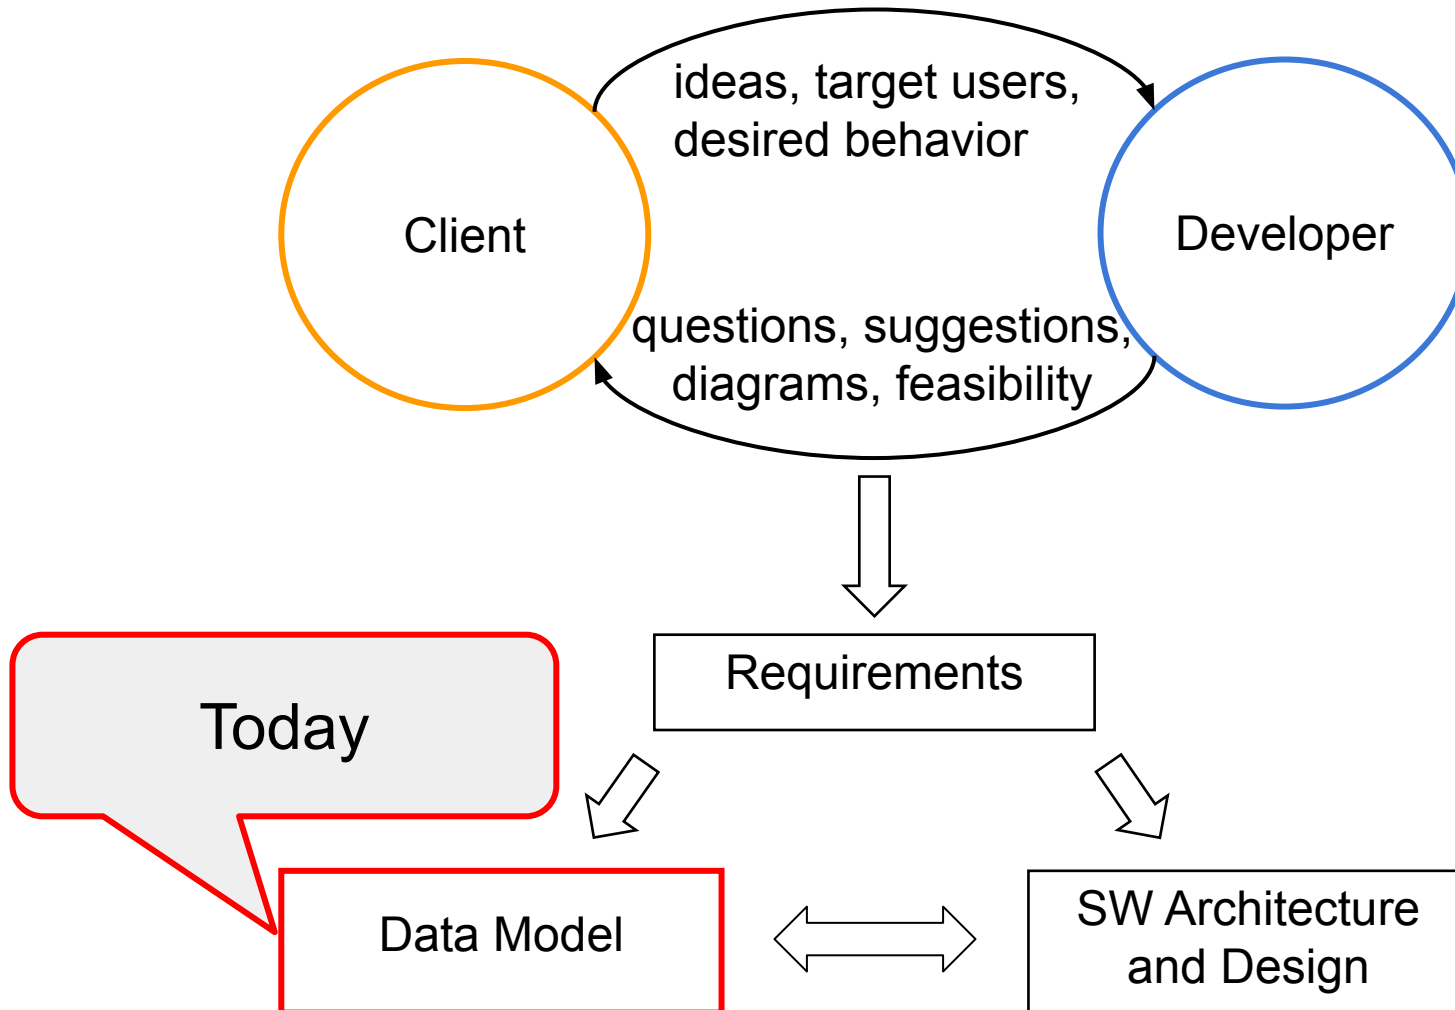 ideas, target users,
desired behavior
Client
Developer
questions, suggestions,
diagrams, feasibility
Requirements
Today
Data Model
SW Architecture
and Design